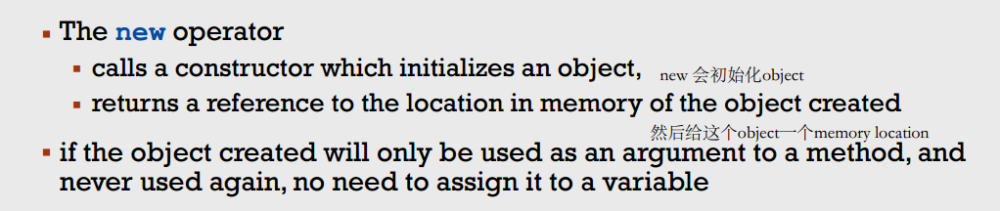 The new operator
calls a constructor which initializes an object,
new 会初始化object
returns a reference to the location in memory of the object created
然后给这个object一个memory location
if the object created will only be used as an argument to a method, and
never used again, no need to assign it to a variable